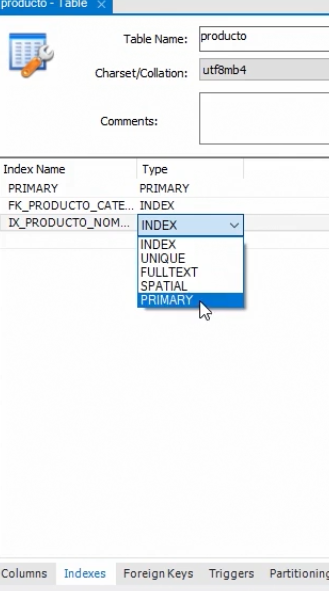 producto - Table ×
Table Name: producto
Charset/Collation: utf8mb4
Comments:
Index Name Type
PRIMARY PRIMARY
FK_PRODUCTO_CATE... INDEX
IX_PRODUCTO_NOM... INDEX
INDEX
UNIQUE
FULLTEXT
SPATIAL
PRIMARY
Columns Indexes Foreign Keys Triggers Partitioning